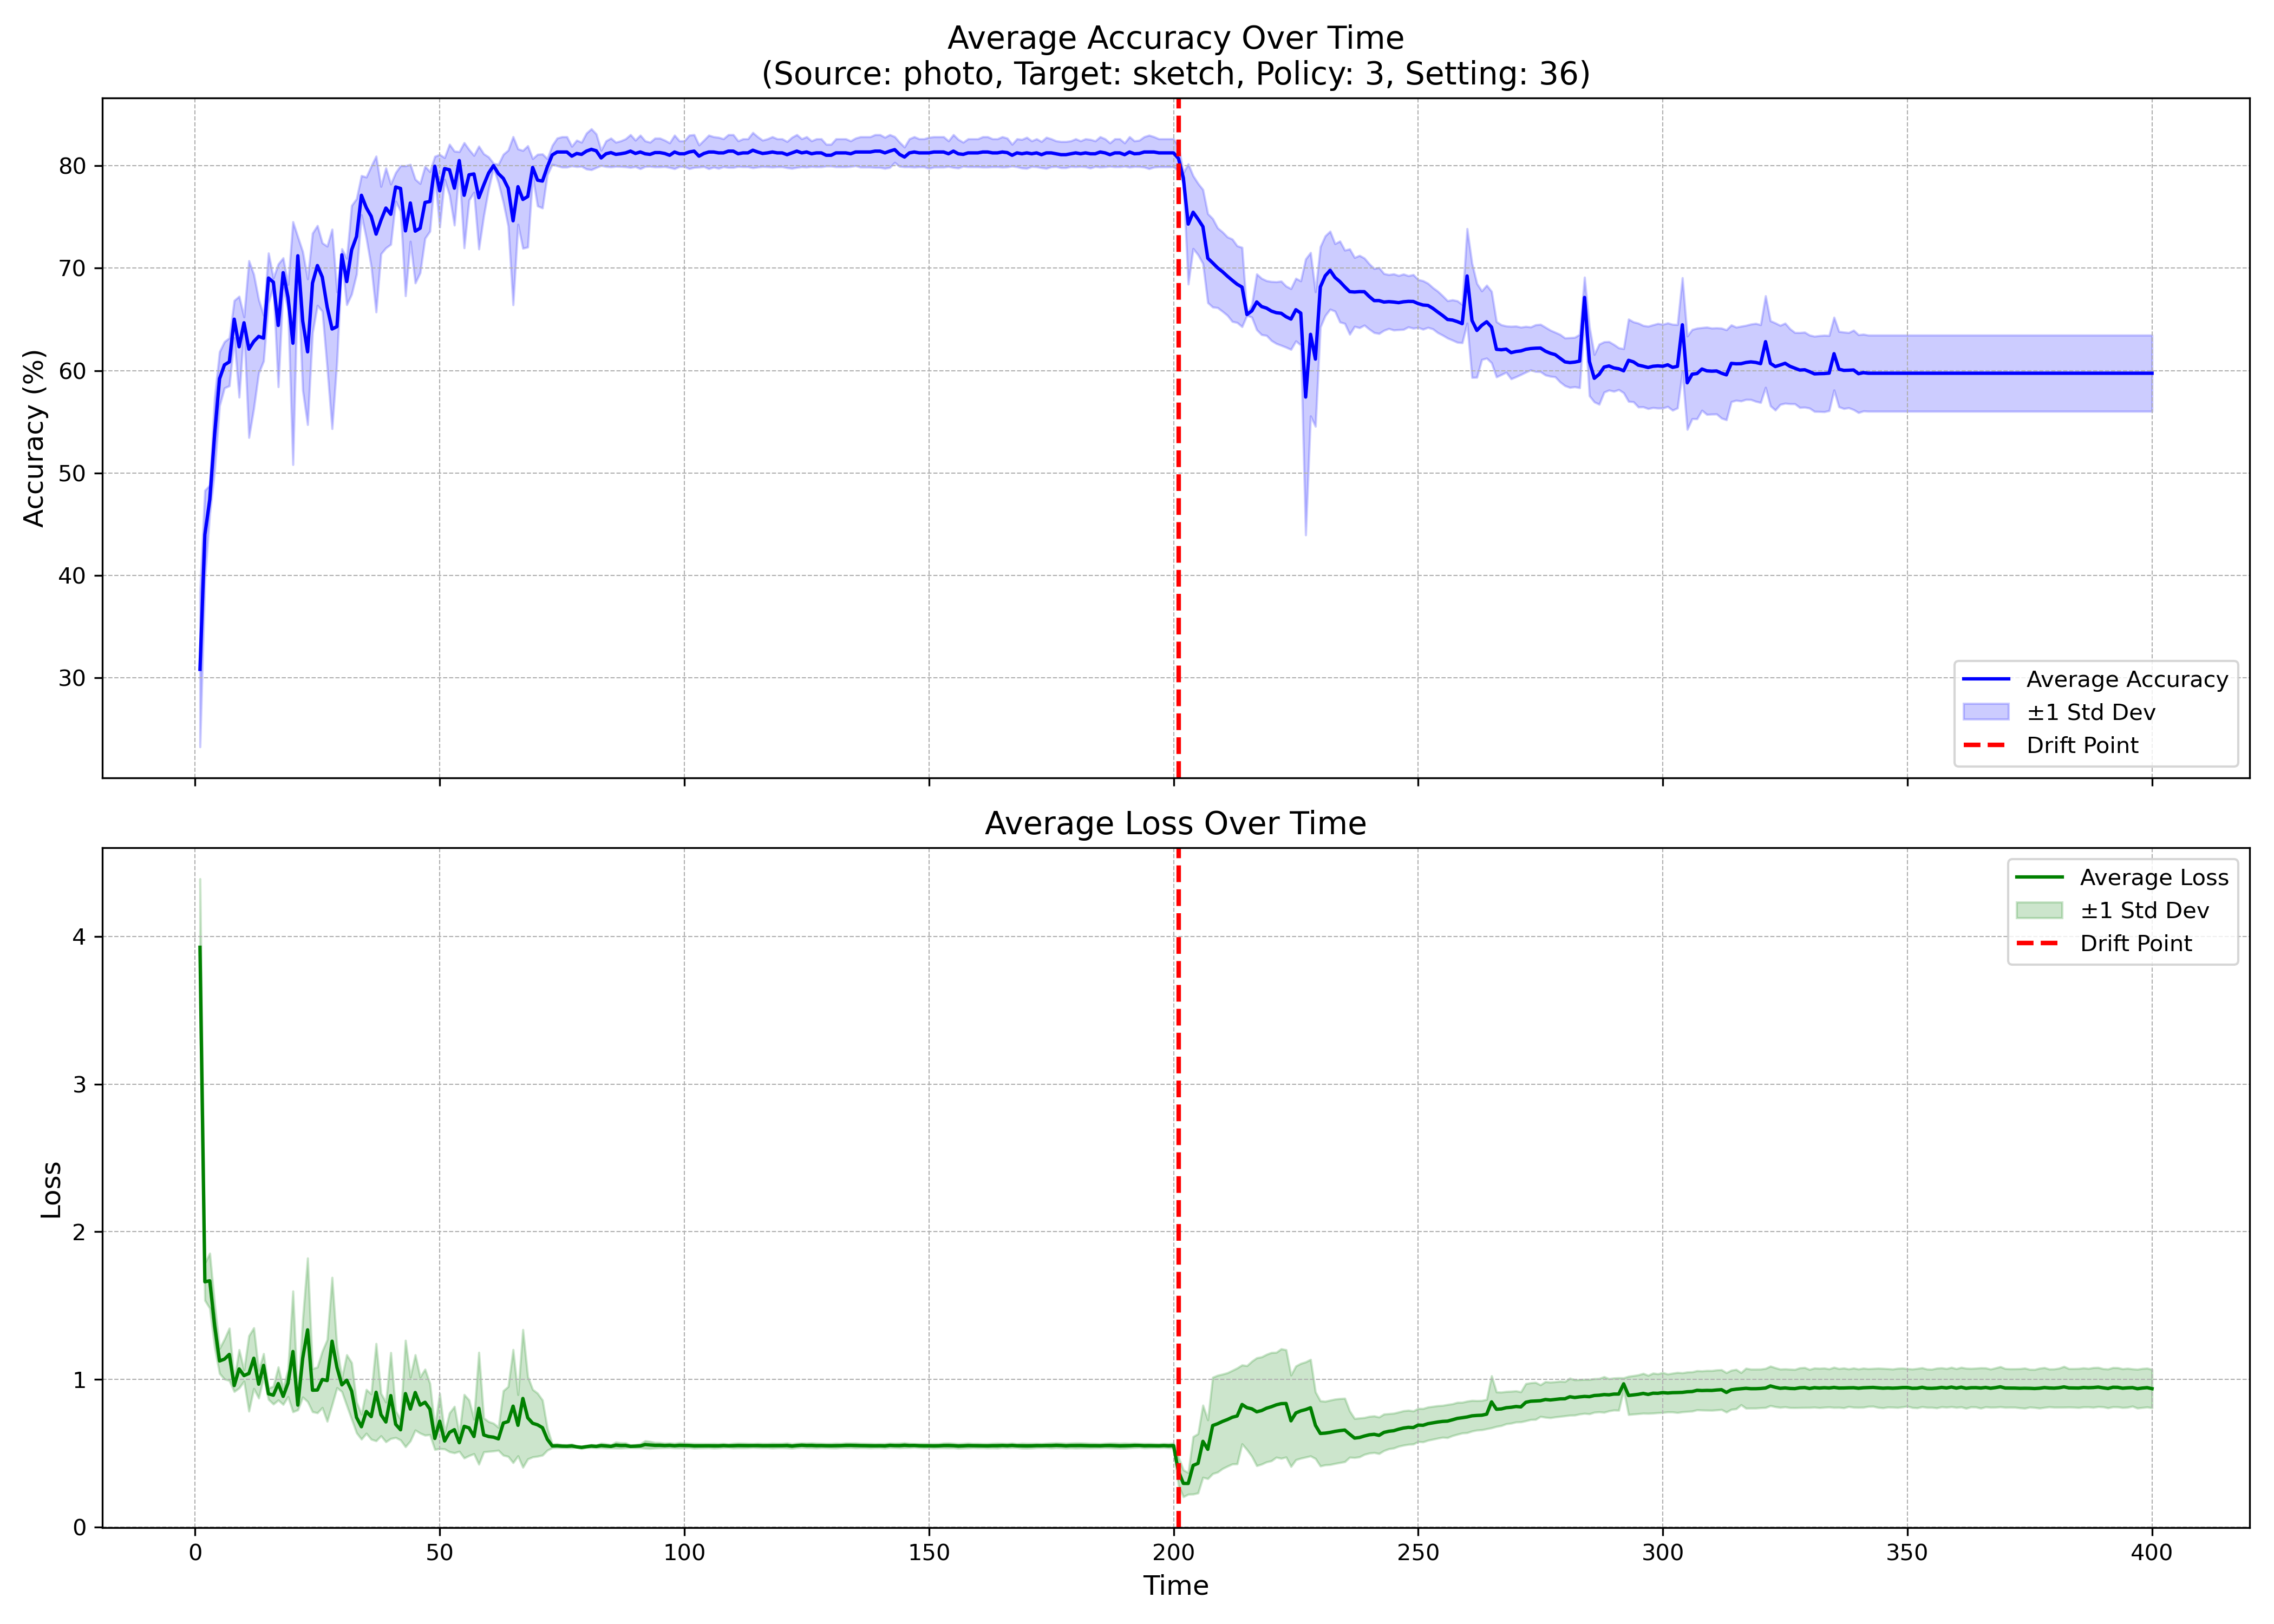 Average Accuracy Over Time
(Source: photo, Target: sketch, Policy: 3, Setting: 36)
Accuracy (%)
80
70
60
50
40
30
Average Accuracy
±1 Std Dev
Drift Point
Average Loss Over Time
Loss
4
3
2
1
0
Average Loss
±1 Std Dev
Drift Point
0 50 100 150 200 250 300 350 400
Time